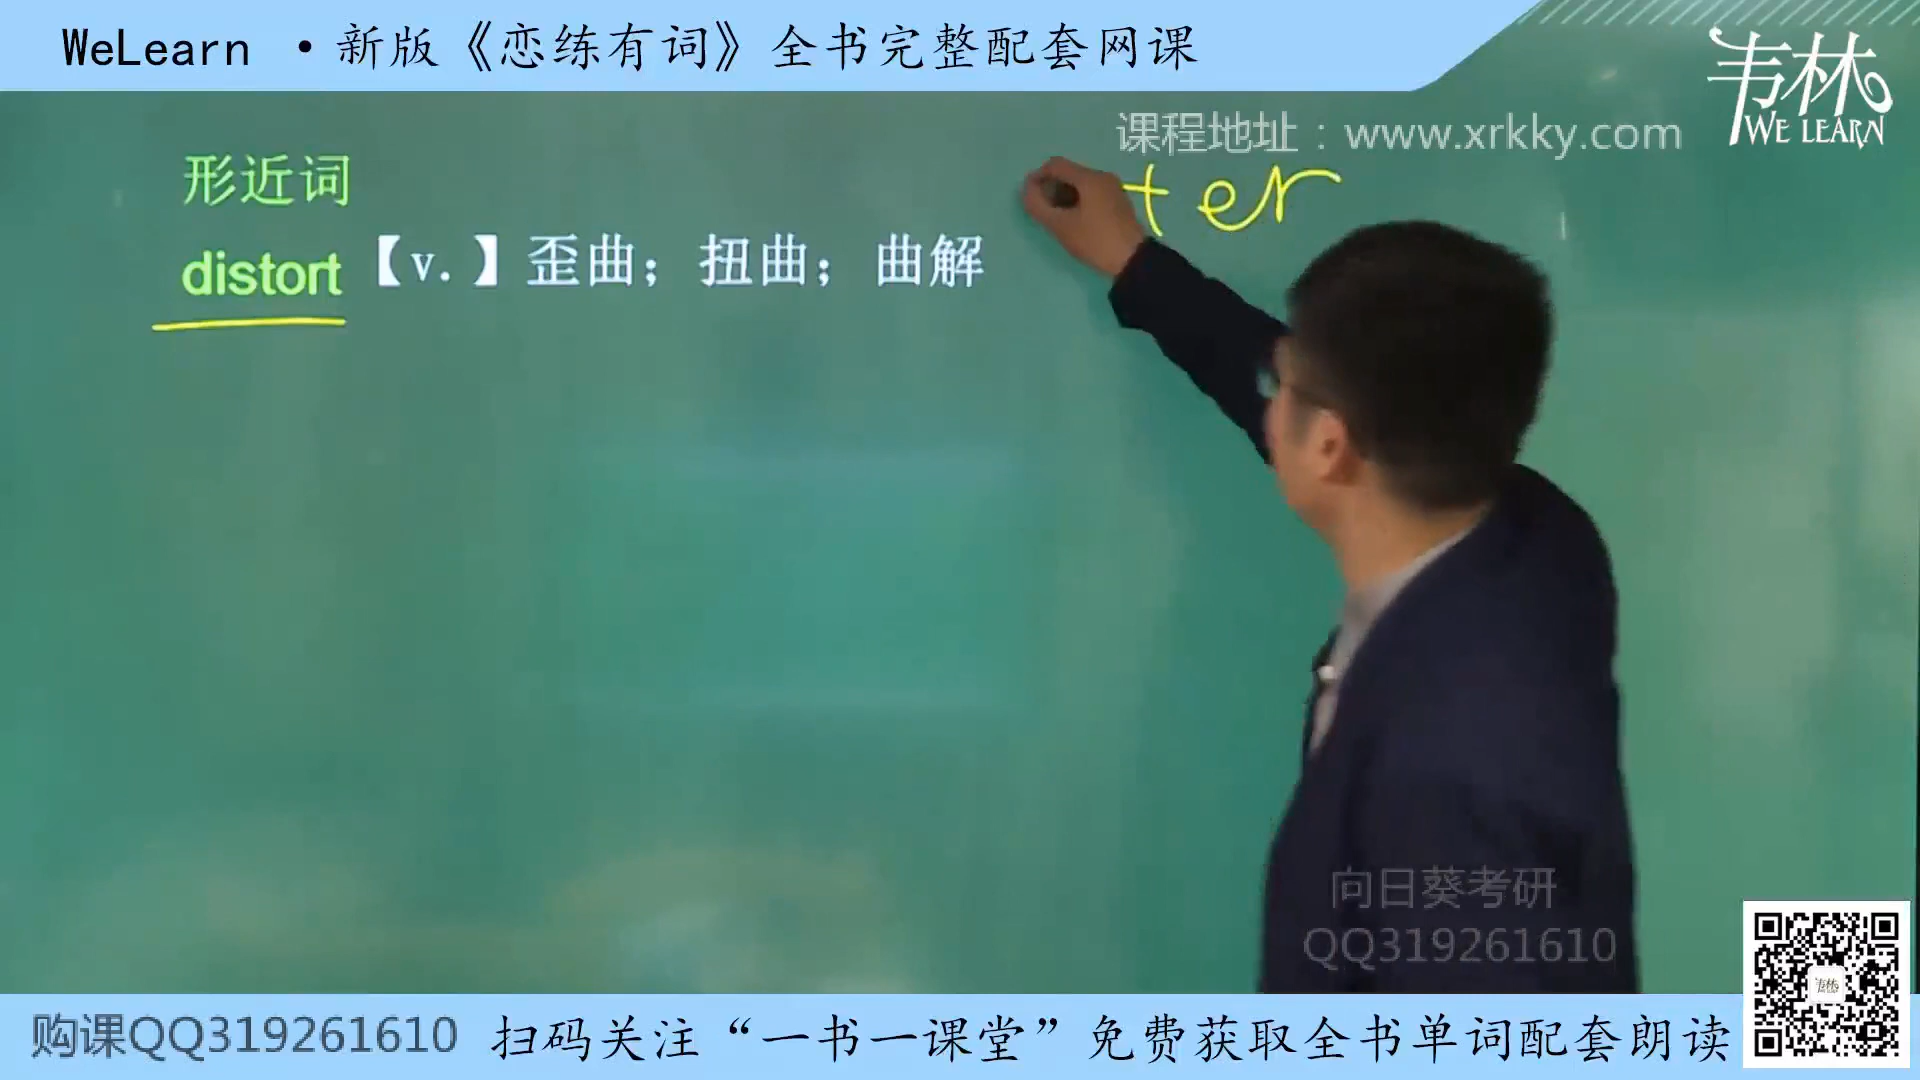 WeLearn ·新版《恋练有词》全书完整配套网课
韦林
WE LEARN
课程地址：www.xrkky.com
形近词
ter
distort【v.】歪曲；扭曲；曲解
向日葵考研
QQ319261610
购课QQ319261610 扫码关注“一书一课堂”免费获取全书单词配套朗读